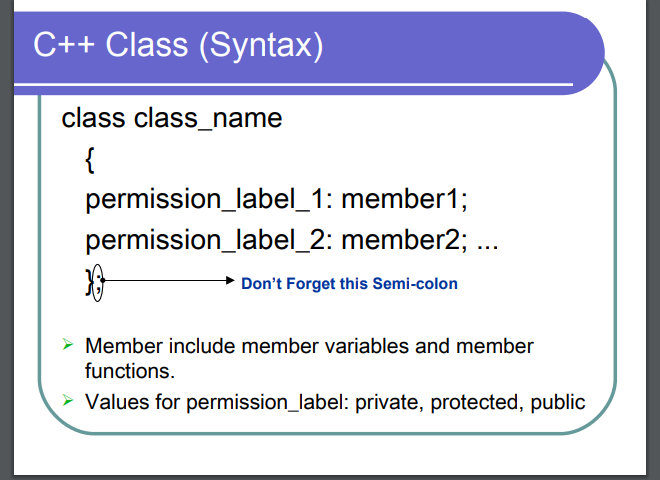 C++ Class (Syntax)
class class_name
{
permission_label_1: member1;
permission_label_2: member2; ...
};
Don’t Forget this Semi-colon
Member include member variables and member
functions.
Values for permission_label: private, protected, public